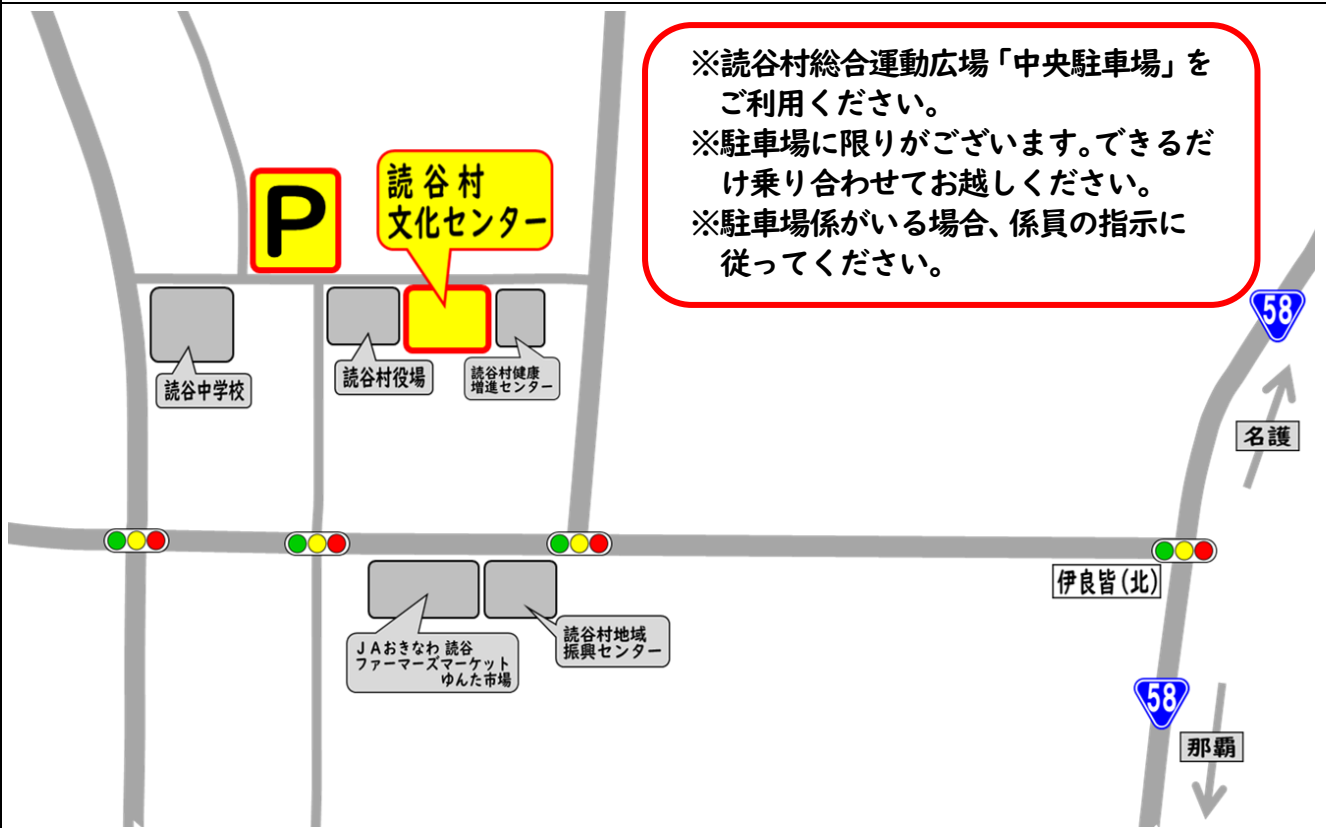 ※読谷村総合運動広場「中央駐車場」を
ご利用ください。
※駐車場に限りがございます。できるだ
け乗り合わせてお越しください。
※駐車場係がいる場合、係員の指示に
従ってください。
P
読谷村
文化センター
読谷中学校
読谷村役場
読谷村健康
増進センター
58
名護
伊良皆(北)
JAおきなわ 読谷
ファーマーズマーケット
ゆんた市場
読谷村地域
振興センター
58
那覇